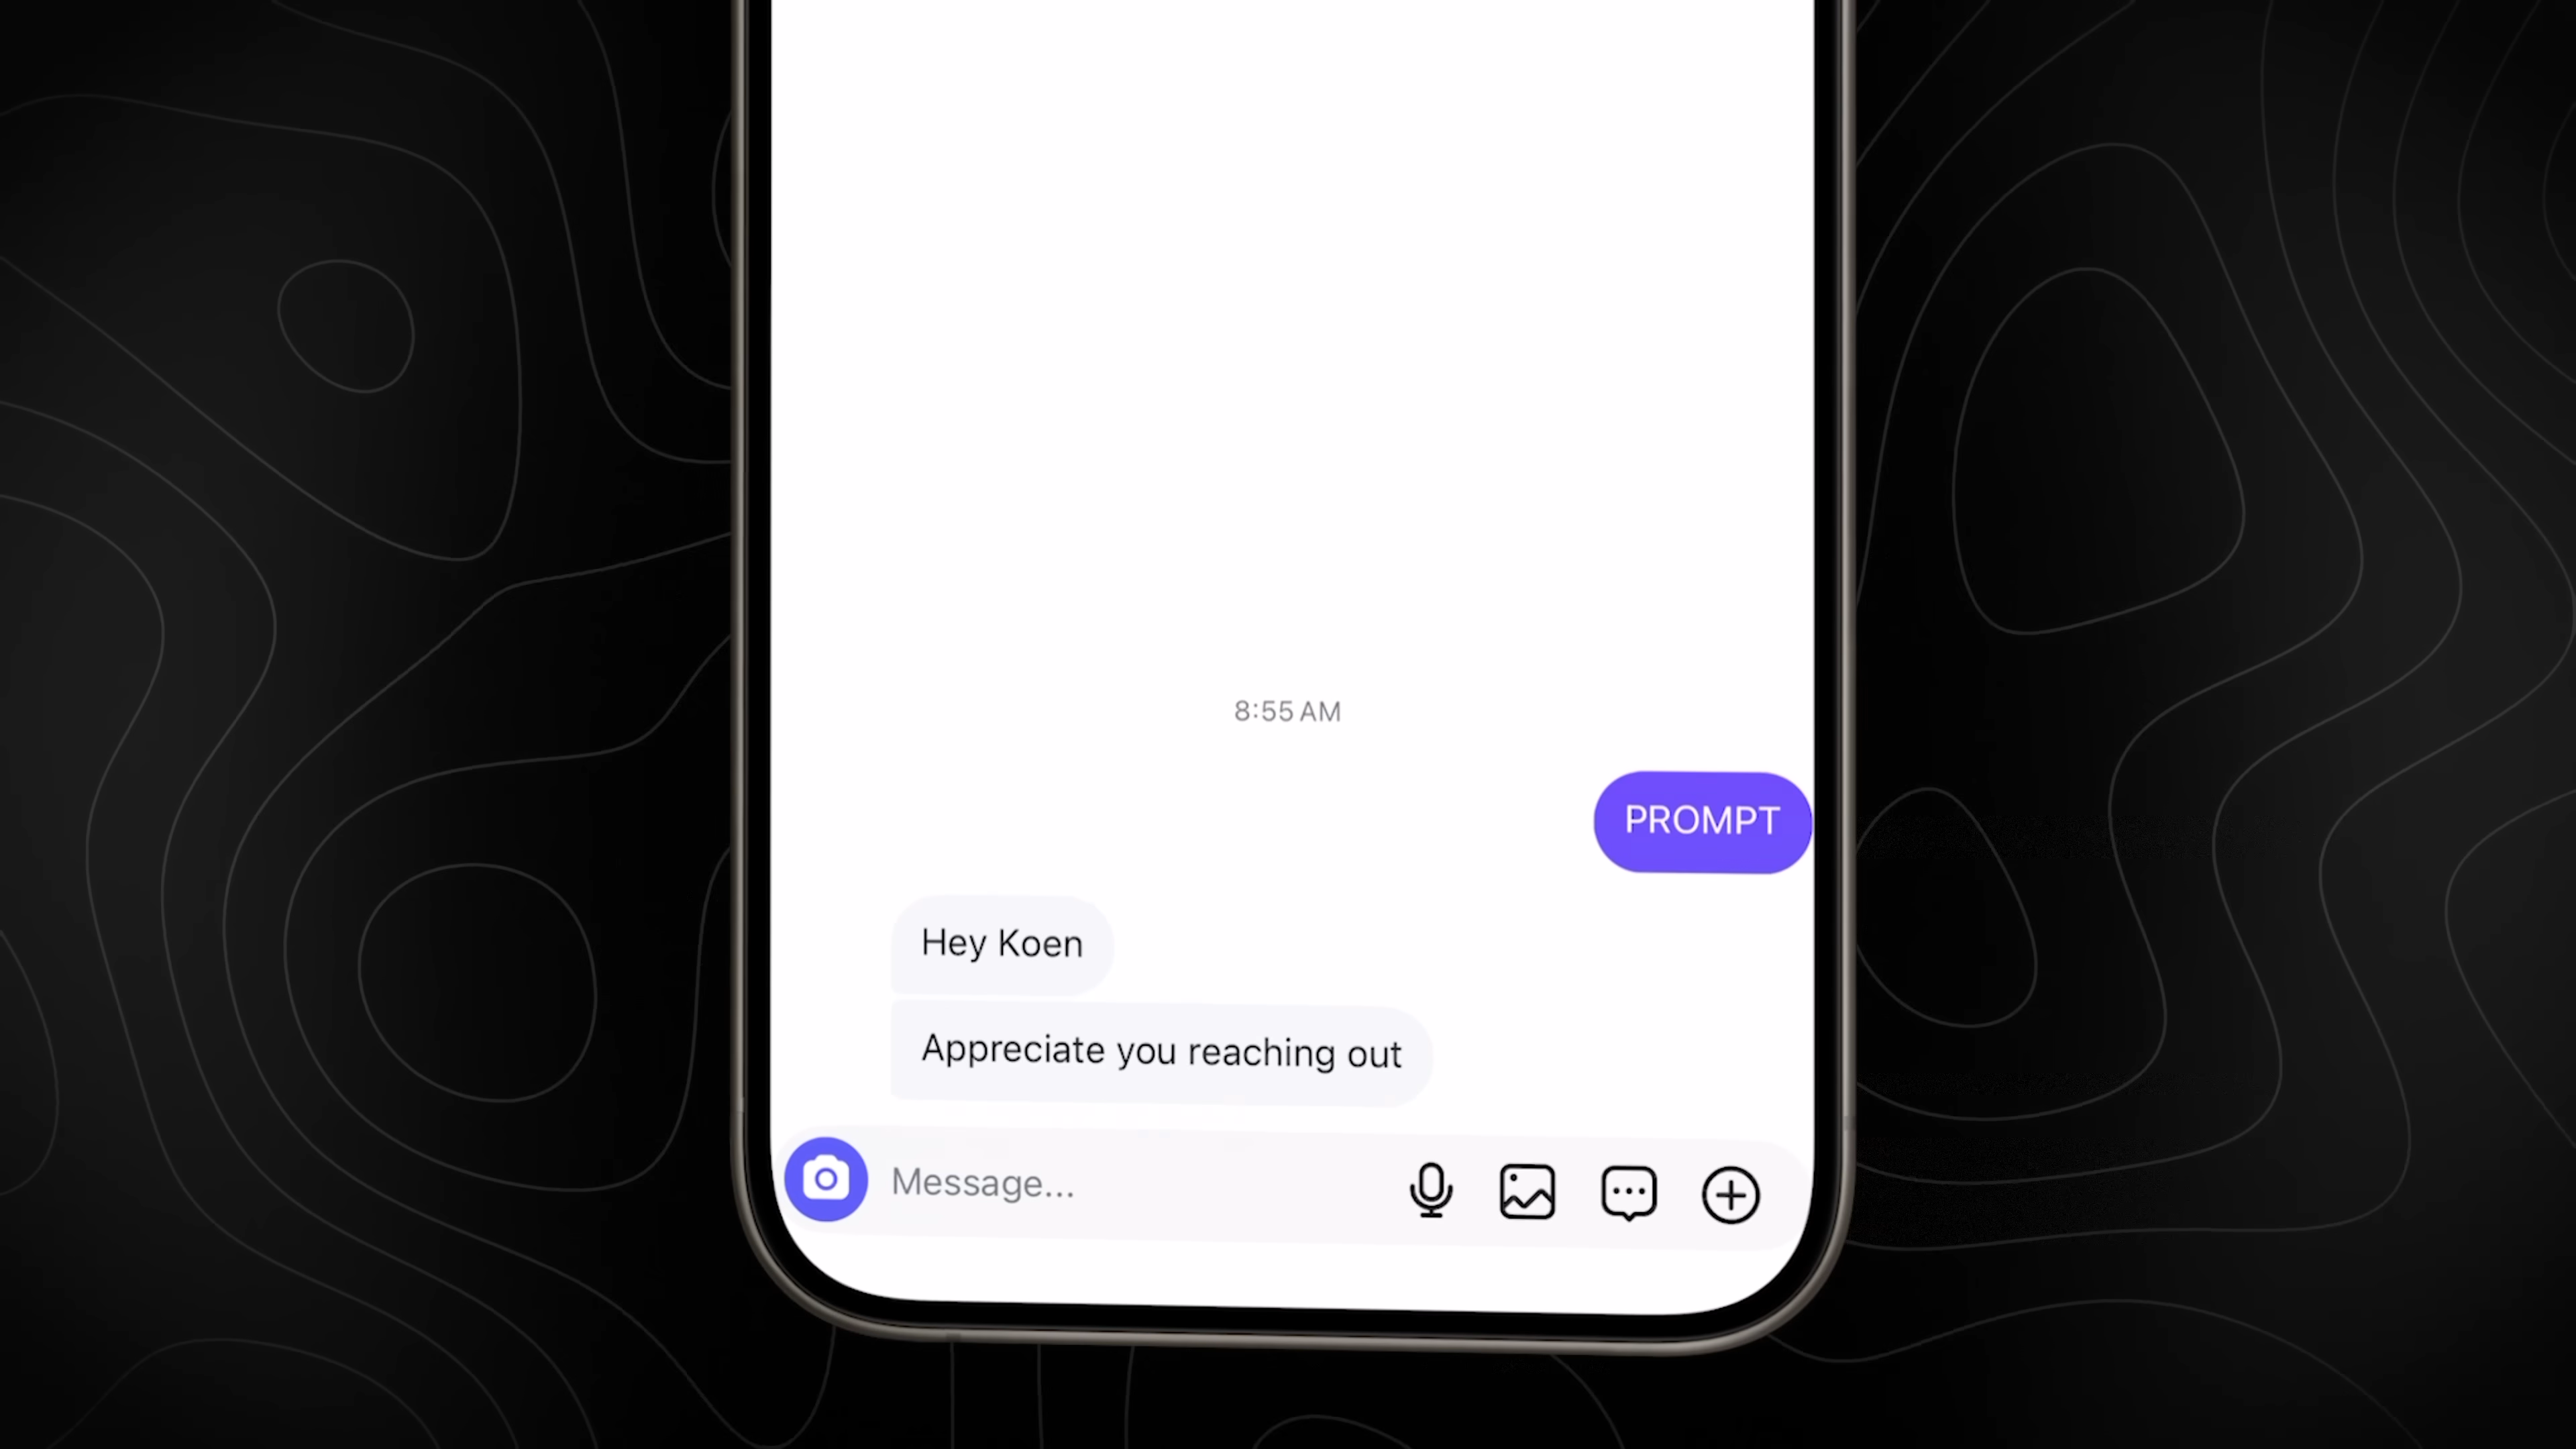 8:55 AM
PROMPT
Hey Koen
Appreciate you reaching out
Message...